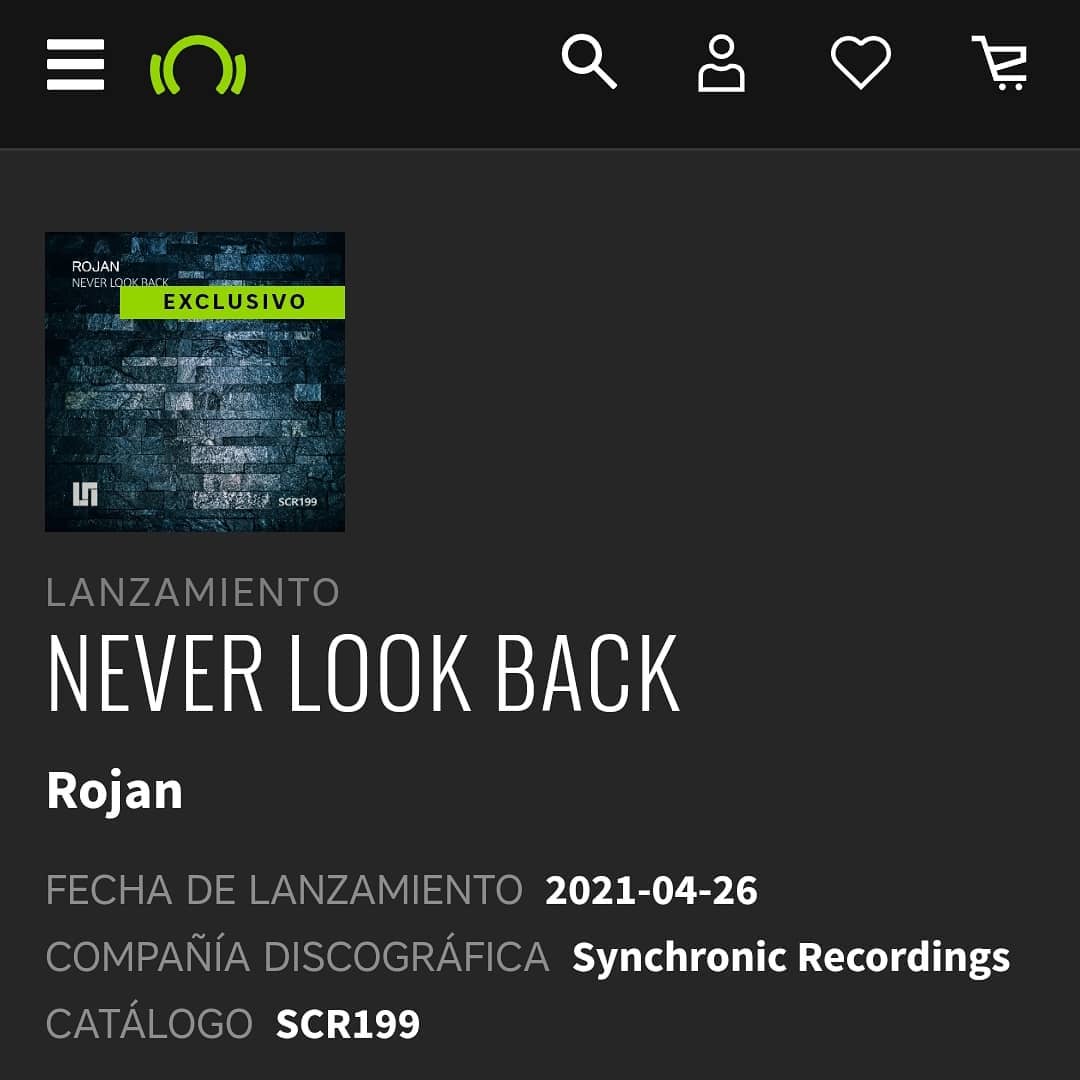 ROJAN
NEVER LOOK BACK
EXCLUSIVO
SCR199
LANZAMIENTO
NEVER LOOK BACK
Rojan
FECHA DE LANZAMIENTO 2021-04-26
COMPAÑÍA DISCOGRÁFICA Synchronic Recordings
CATÁLOGO SCR199